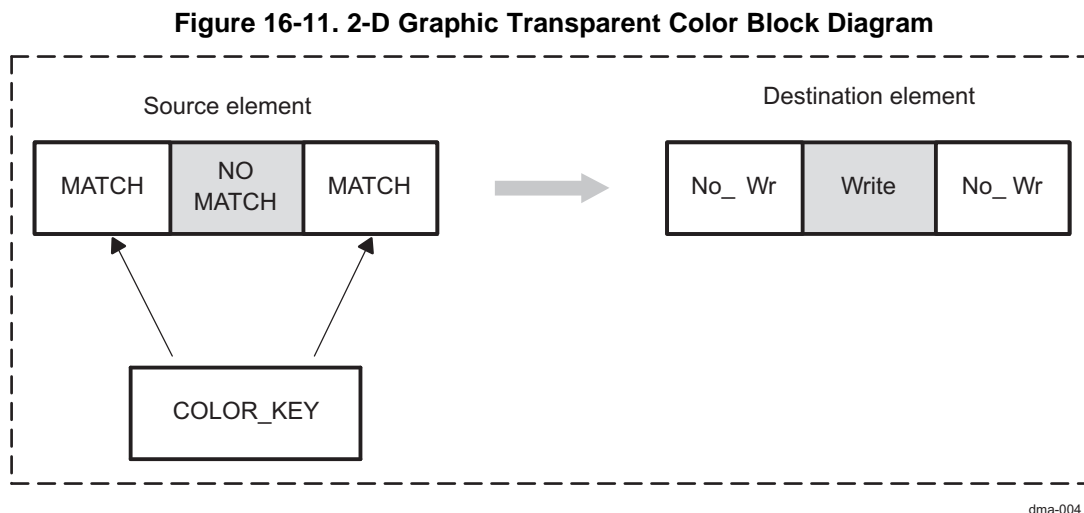 Figure 16-11. 2-D Graphic Transparent Color Block Diagram
Source element
Destination element
MATCH
NO
MATCH
MATCH
No_ Wr
Write
No_ Wr
COLOR_KEY
dma-004